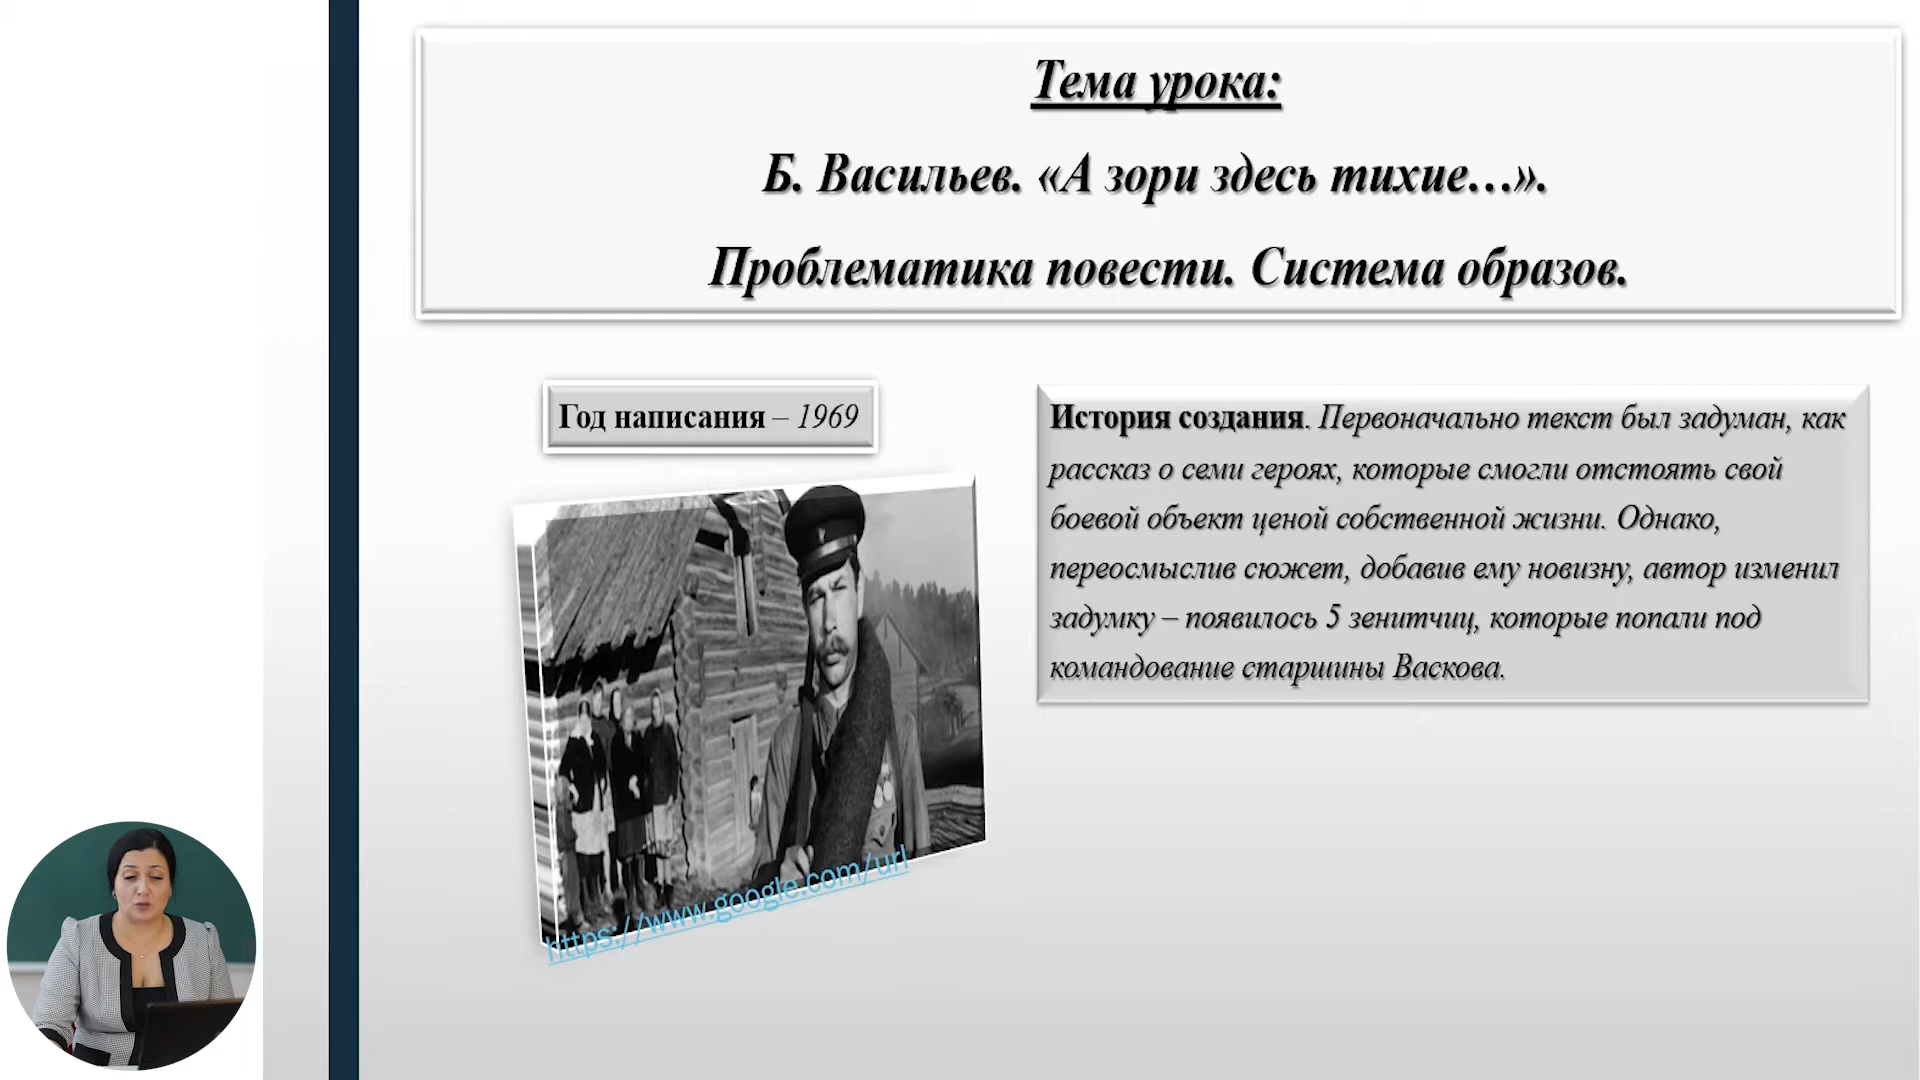 Тема урока:
Б. Васильев. «А зори здесь тихие…».
Проблематика повести. Система образов.
Год написания – 1969
История создания. Первоначально текст был задуман, как
рассказ о семи героях, которые смогли отстоять свой
боевой объект ценой собственной жизни. Однако,
переосмыслив сюжет, добавив ему новизну, автор изменил
задумку – появилось 5 зенитчиц, которые попали под
командование старшины Васкова.
https://www.google.com/url